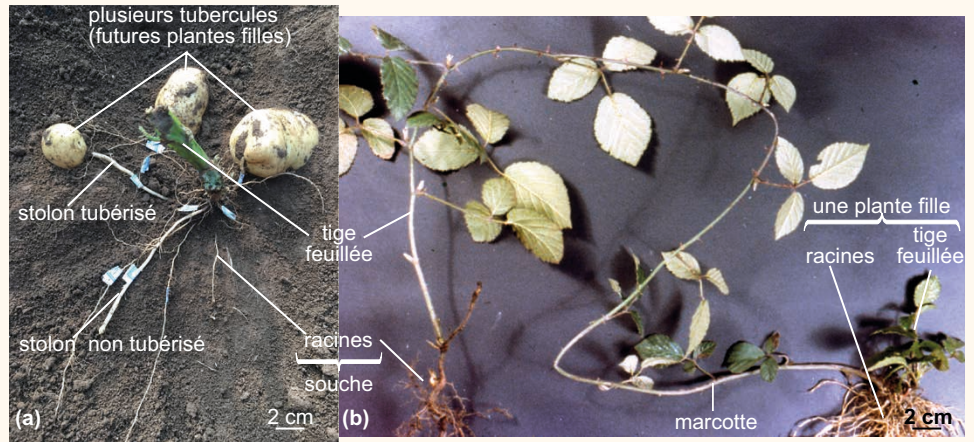 plusieurs tubercules
(futures plantes filles)
stolon tubérisé
tige
feuillée
stolon non tubérisé
racines
souche
(a)
2 cm
(b)
marcotte
une plante fille
racines
tige
feuillée
2 cm